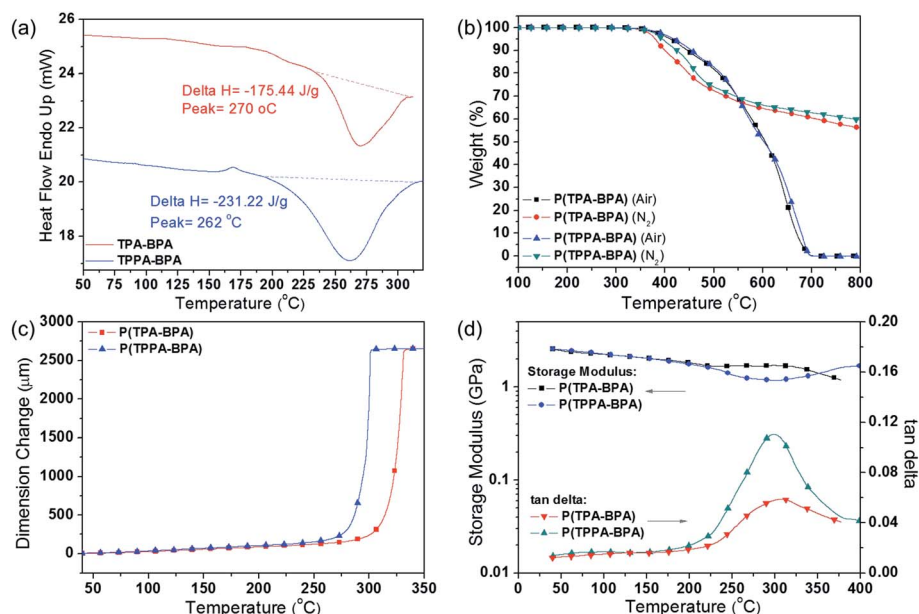 (a)
26
24
22
20
18
Heat Flow Endo Up (mW)
Delta H= -175.44 J/g
Peak= 270 oC
Delta H= -231.22 J/g
Peak= 262 °C
TPA-BPA
TPPA-BPA
50 75 100 125 150 175 200 225 250 275 300
Temperature (°C)
(b)
100
90
80
70
60
50
40
30
20
10
0
Weight (%)
P(TPA-BPA) (Air)
P(TPA-BPA) (N₂)
P(TPPA-BPA) (Air)
P(TPPA-BPA) (N₂)
100 200 300 400 500 600 700 800
Temperature (°C)
(c)
3000
2500
2000
1500
1000
500
0
Dimension Change (μm)
P(TPA-BPA)
P(TPPA-BPA)
50 100 150 200 250 300 350
Temperature (°C)
(d)
1
0.1
0.01
Storage Modulus (GPa)
Storage Modulus:
P(TPA-BPA)
P(TPPA-BPA)
tan delta:
P(TPA-BPA)
P(TPPA-BPA)
0.20
0.16
0.12
0.08
0.04
0.00
tan delta
0 50 100 150 200 250 300 350 400
Temperature (°C)